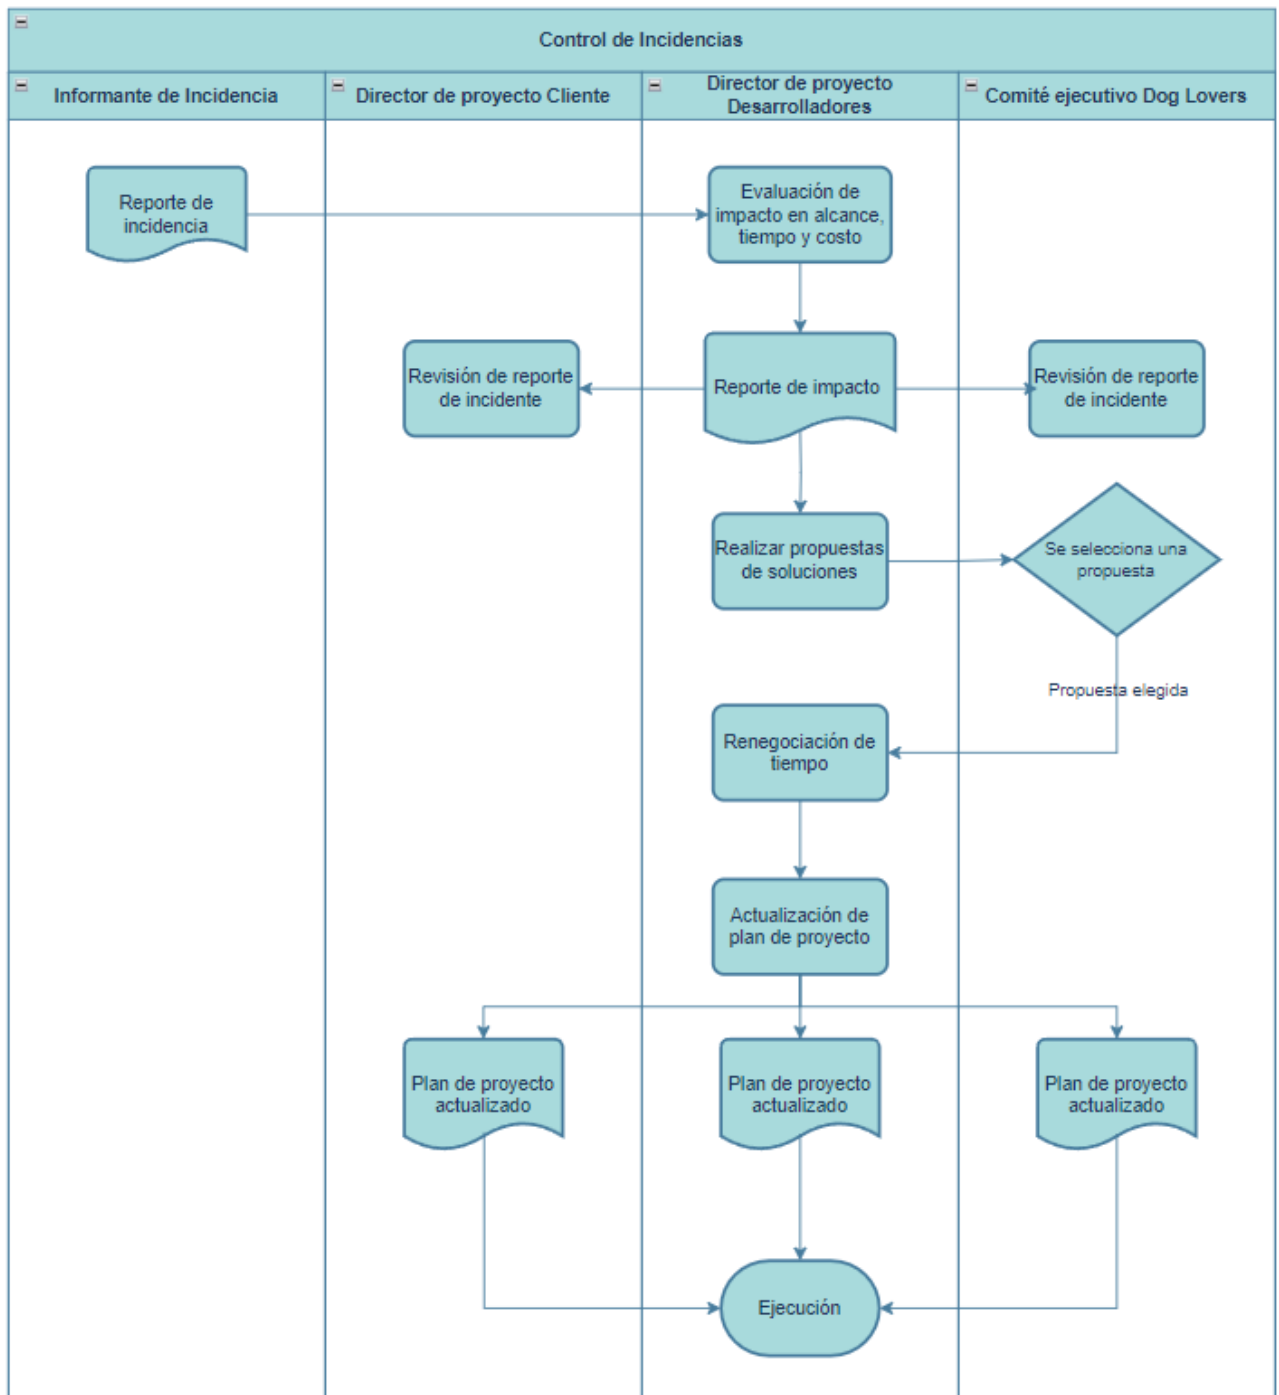 Control de Incidencias
Informante de Incidencia
Director de proyecto Cliente
Director de proyecto
Desarrolladores
Comité ejecutivo Dog Lovers
Reporte de
incidencia
Evaluación de
impacto en alcance,
tiempo y costo
Revisión de reporte
de incidente
Reporte de impacto
Revisión de reporte
de incidente
Realizar propuestas
de soluciones
Se selecciona una
propuesta
Propuesta elegida
Renegociación de
tiempo
Actualización de
plan de proyecto
Plan de proyecto
actualizado
Plan de proyecto
actualizado
Plan de proyecto
actualizado
Ejecución